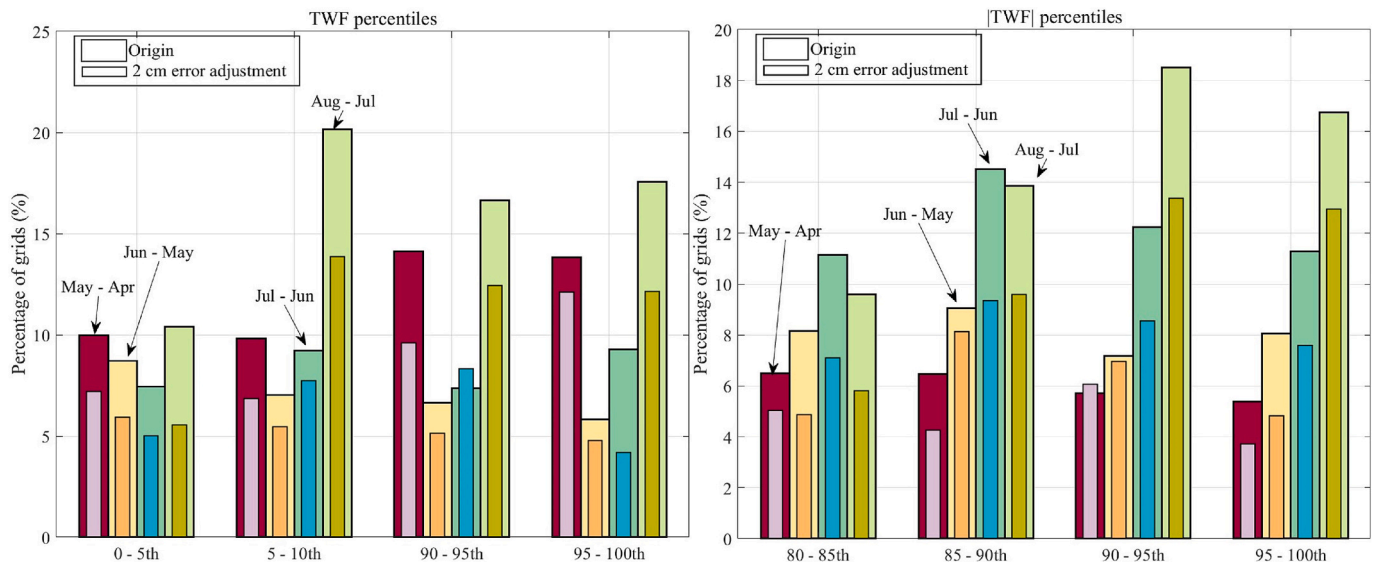 TWF percentiles
Origin
2 cm error adjustment
Percentage of grids (%)
25
20
15
10
5
0
Aug - Jul
Jun - May
May - Apr
Jul - Jun
0 - 5th
5 - 10th
90 - 95th
95 - 100th
|TWF| percentiles
Origin
2 cm error adjustment
Percentage of grids (%)
20
18
16
14
12
10
8
6
4
2
0
Jul - Jun
Aug - Jul
Jun - May
May - Apr
80 - 85th
85 - 90th
90 - 95th
95 - 100th